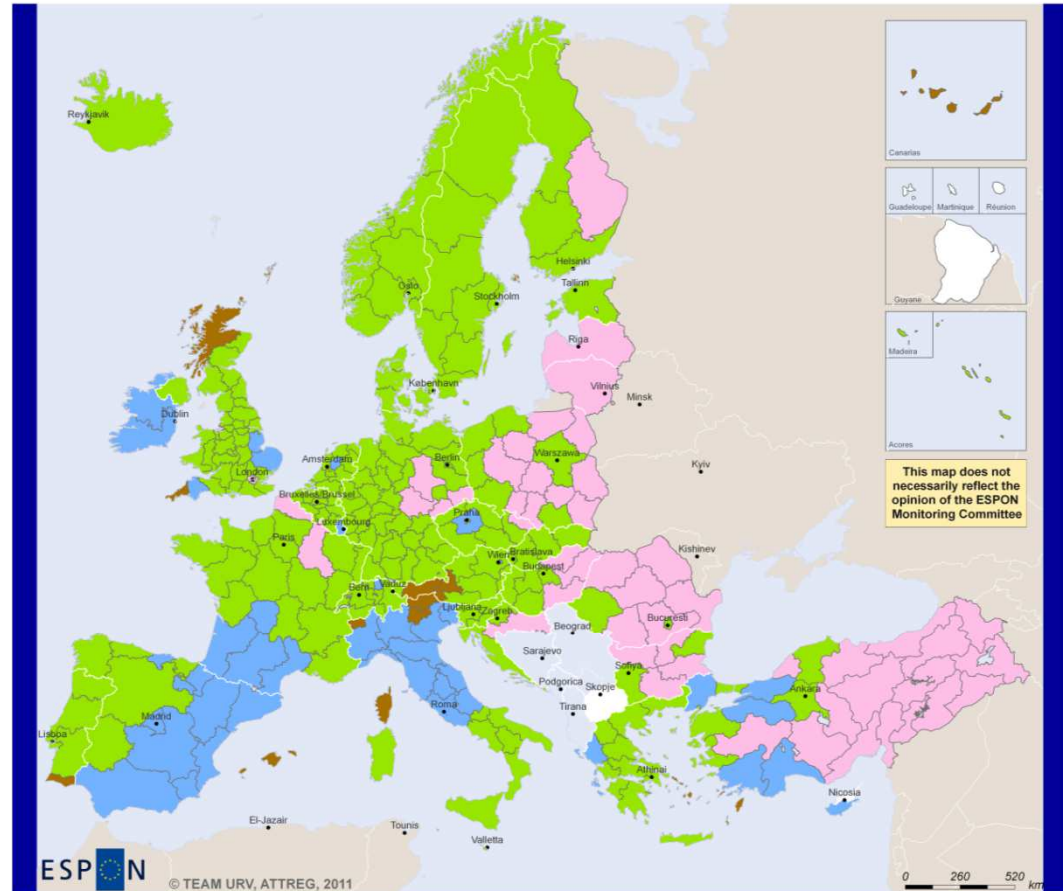 Reykjavik
Canarias
Guadeloupe
Martinique
Réunion
Guyane
Madeira
Acores
This map does not
necessarily reflect the
opinion of the ESPON
Monitoring Committee
Helsinki
Oslo
Tallinn
Stockholm
Riga
København
Vilnius
Minsk
Dublin
Amsterdam
Berlin
Warszawa
London
Kyiv
Bruxelles/Brussel
Luxembourg
Praha
Paris
Kishinev
Wien
Bratislava
Budapest
Bern
Vaduz
Ljubljana
Zagreb
Bucuresti
Beograd
Sarajevo
Sofiya
Podgorica
Skopje
Ankara
Madrid
Roma
Tirana
Lisboa
Athinai
Nicosia
El-Jazair
Tounis
Valletta
ESPON
© TEAM URV, ATTREG, 2011
0 260 520
km